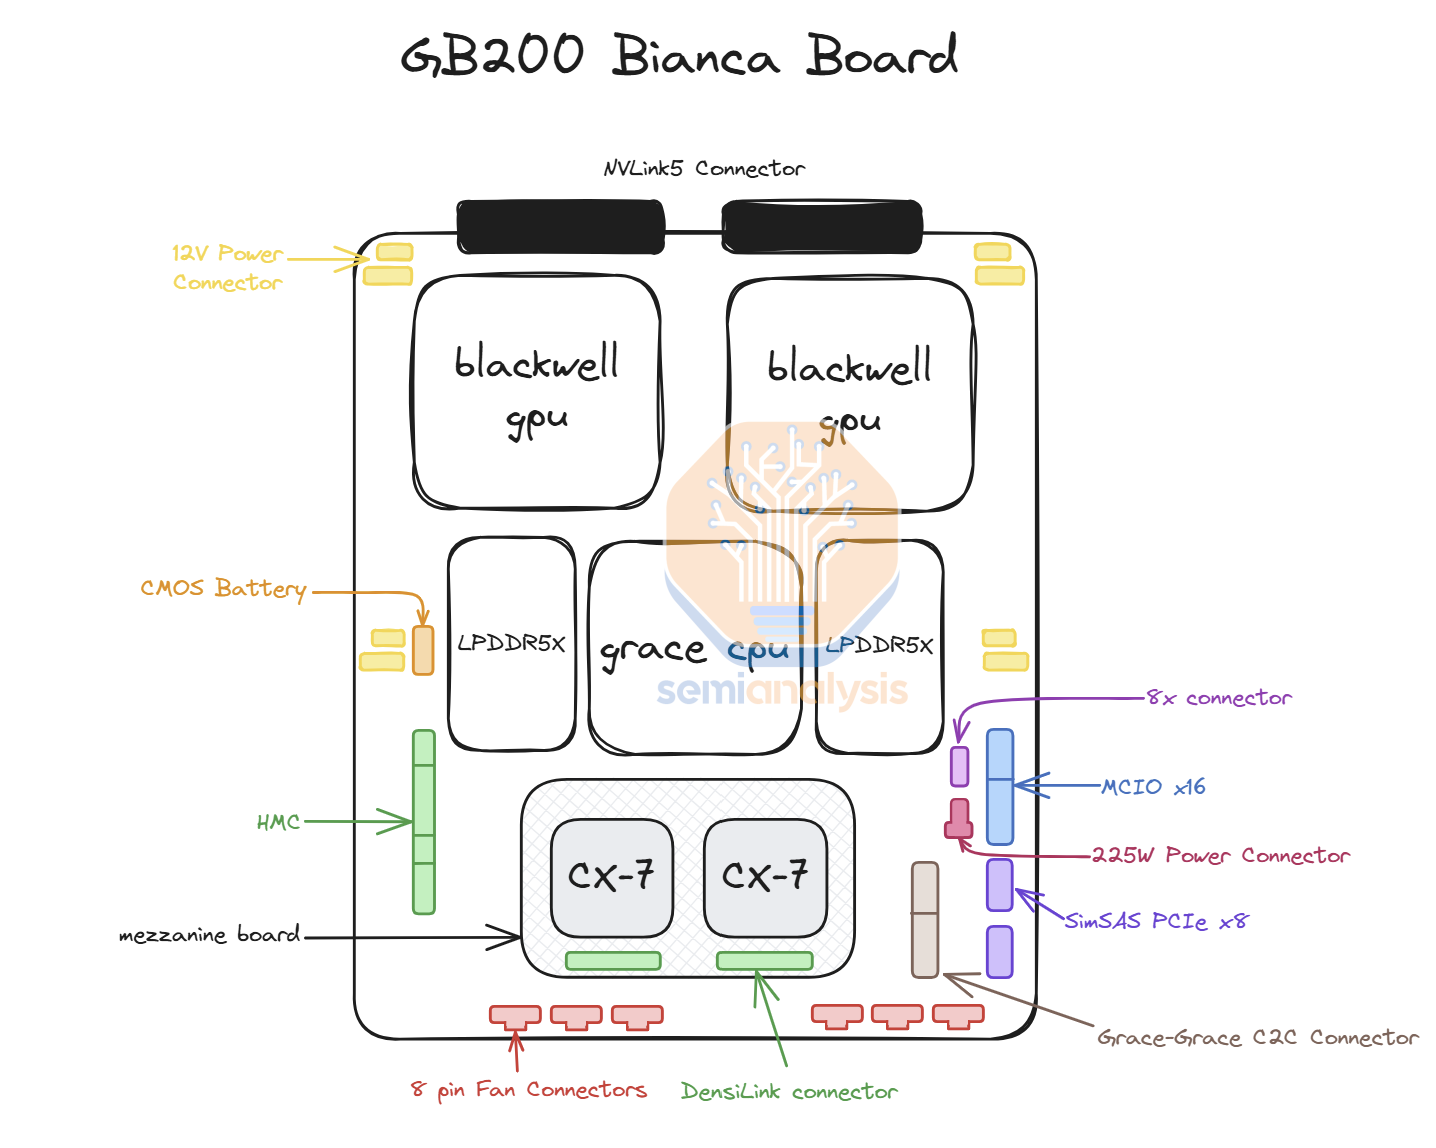 GB200 Bianca Board
NVLink5 Connector
12V Power
Connector
blackwell
gpu
blackwell
gpu
CMOS Battery
LPDDR5X
grace cpu
LPDDR5X
semianalysis
8x connector
MCIO x16
HMC
225W Power Connector
CX-7
CX-7
SimSAS PCIe x8
mezzanine board
Grace-Grace C2C Connector
8 pin Fan Connectors
DensiLink connector